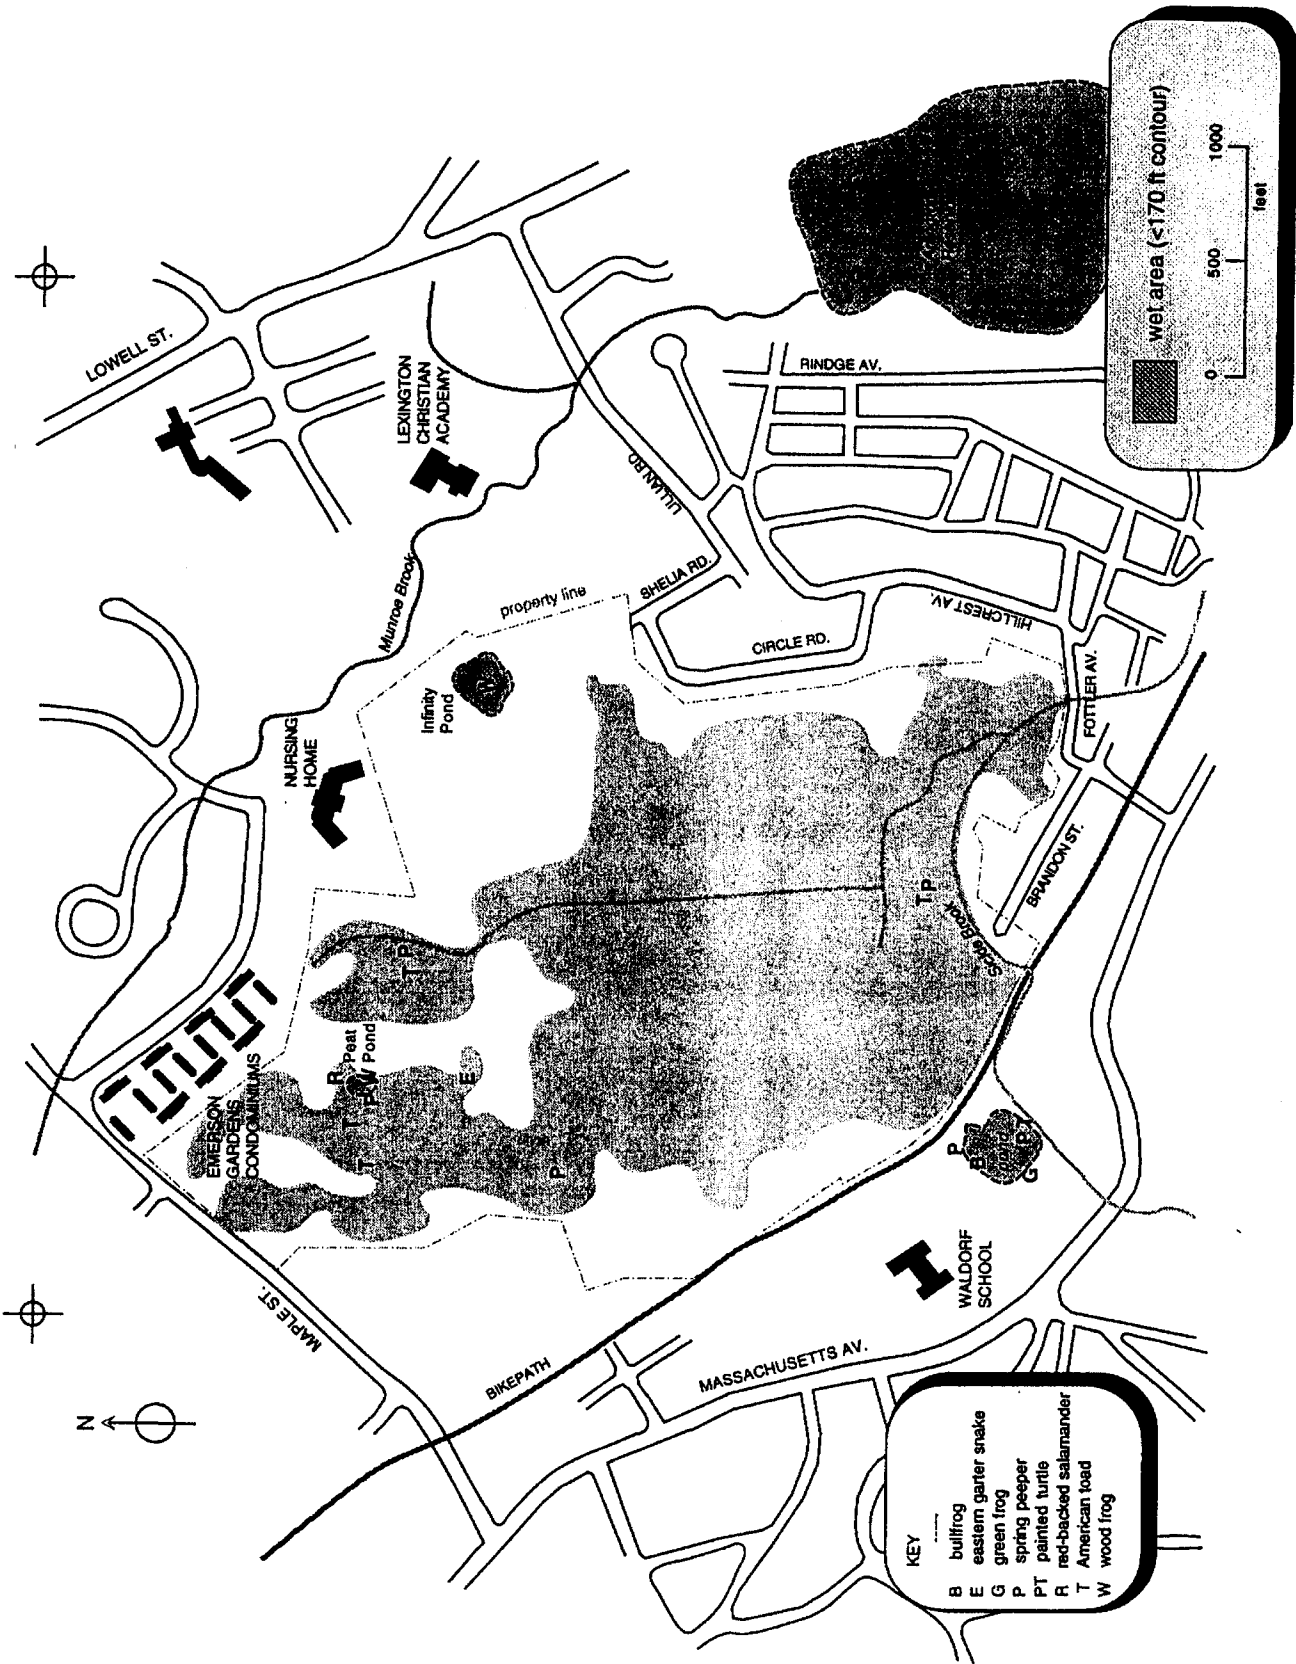 N
LOWELL ST.
LEXINGTON
CHRISTIAN
ACADEMY
Munroe Brook
NURSING
HOME
EMERSON
GARDENS
CONDOMINIUMS
MAPLE ST.
Infinity
Pond
W
property line
SHELIA RD.
LILLIAN RD.
CIRCLE RD.
RINDGE AV.
HILLCREST AV.
FOTTLER AV.
BRANDON ST.
Sickle Brook
R
Peat
Pond
P W
T
T
T P
E
P
T P
P
B
pond
G
PT
BIKEPATH
MASSACHUSETTS AV.
WALDORF
SCHOOL
KEY
B bullfrog
E eastern garter snake
G green frog
P spring peeper
PT painted turtle
R red-backed salamander
T American toad
W wood frog
wet area (<170 ft contour)
0 500 1000
feet